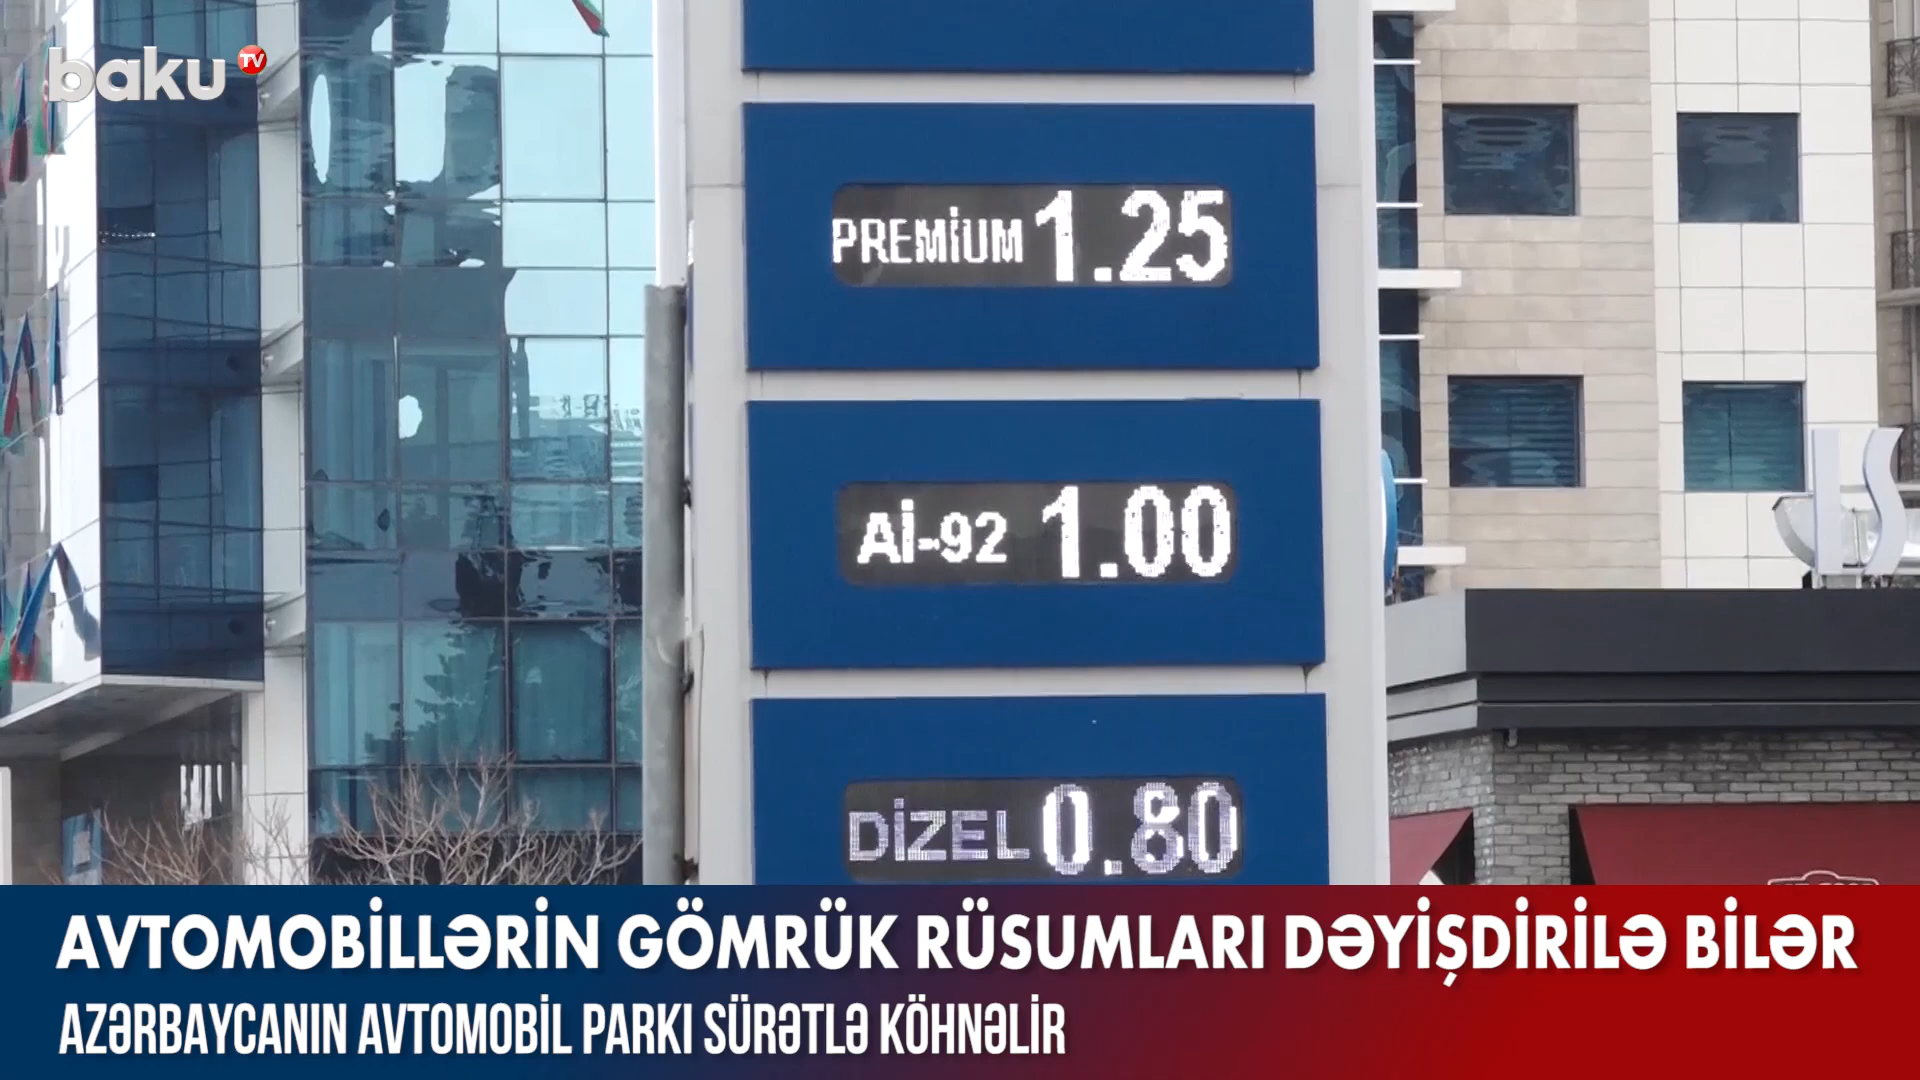 baku TV
PREMİUM 1.25
Aİ-92 1.00
DİZEL 0.80
LS
AVTOMOBİLLƏRİN GÖMRÜK RÜSUMLARI DƏYİŞDİRİLƏ BİLƏR
AZƏRBAYCANIN AVTOMOBİL PARKI SÜRƏTLƏ KÖHNƏLİR